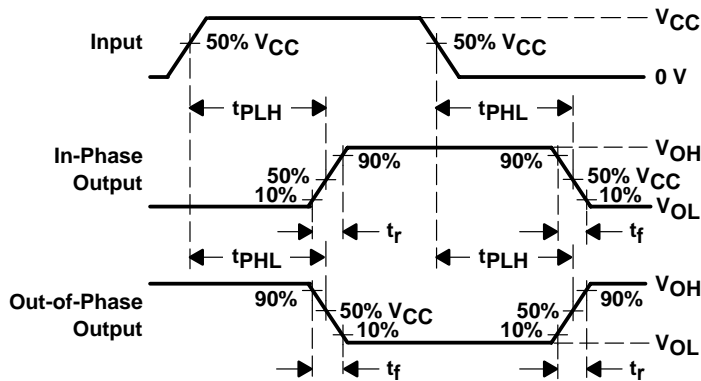 VCC
Input
50% VCC
50% VCC
0 V
tPLH
tPHL
In-Phase
Output
VOH
90%
90%
50%
50% VCC
10%
10%
VOL
tr
tf
tPHL
tPLH
Out-of-Phase
Output
VOH
90%
90%
50% VCC
50%
10%
10%
VOL
tf
tr